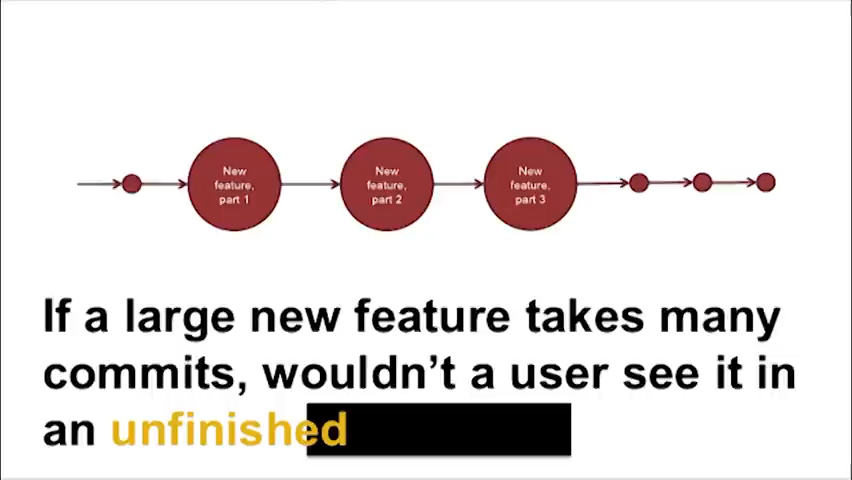 New
feature,
part 1
New
feature,
part 2
New
feature,
part 3
If a large new feature takes many
commits, wouldn’t a user see it in
an unfinished